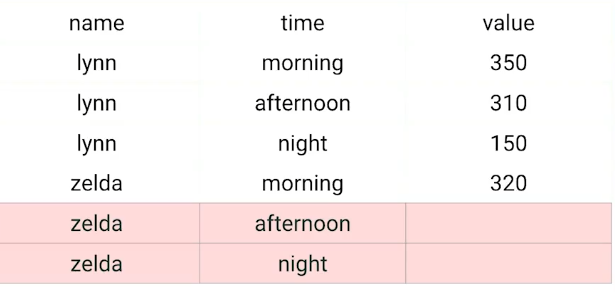 name time value
lynn morning 350
lynn afternoon 310
lynn night 150
zelda morning 320
zelda afternoon
zelda night